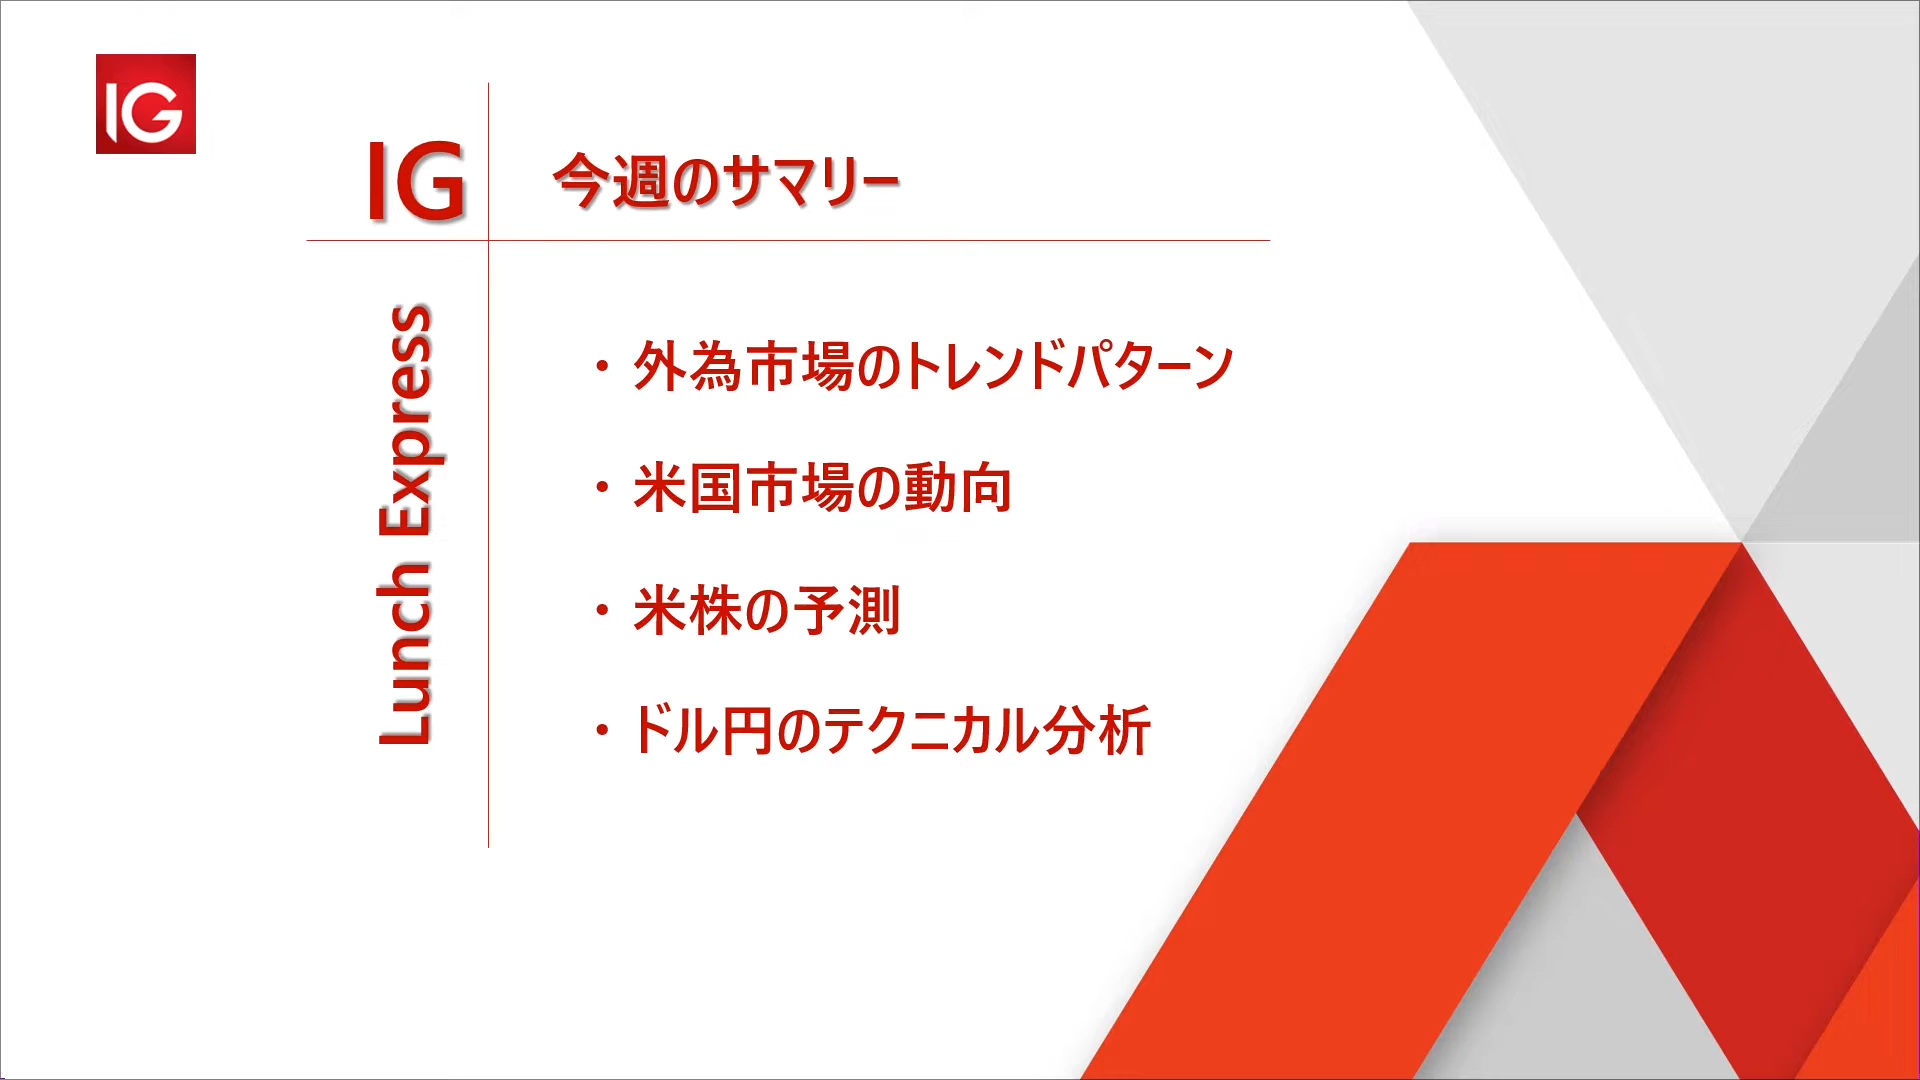 IG
IG
今週のサマリー
Lunch Express
・外為市場のトレンドパターン
・米国市場の動向
・米株の予測
・ドル円のテクニカル分析